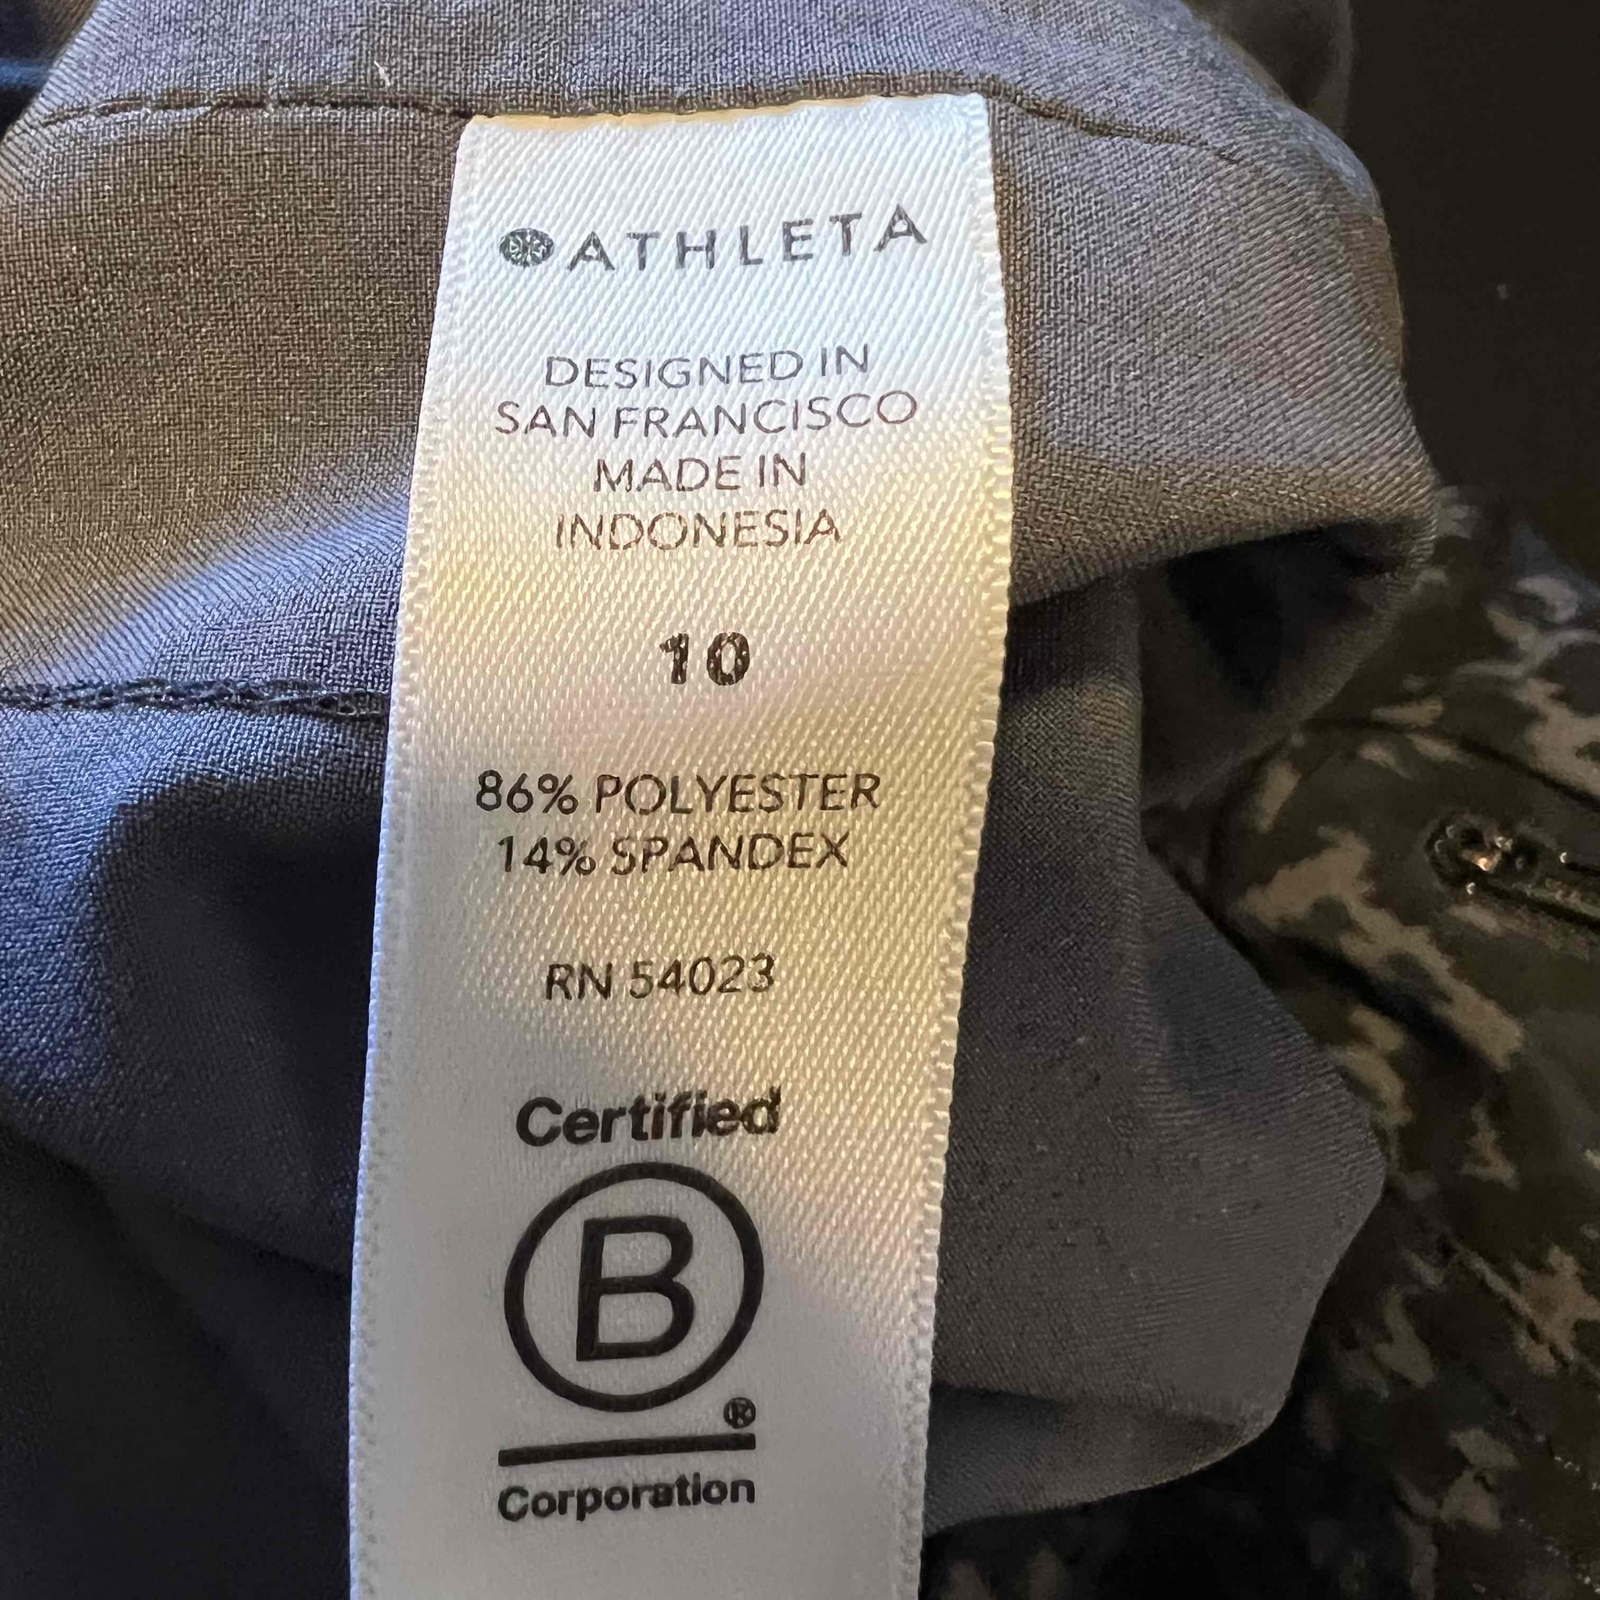 ATHLETA
DESIGNED IN
SAN FRANCISCO
MADE IN
INDONESIA
10
86% POLYESTER
14% SPANDEX
RN 54023
Certified
B
®
Corporation